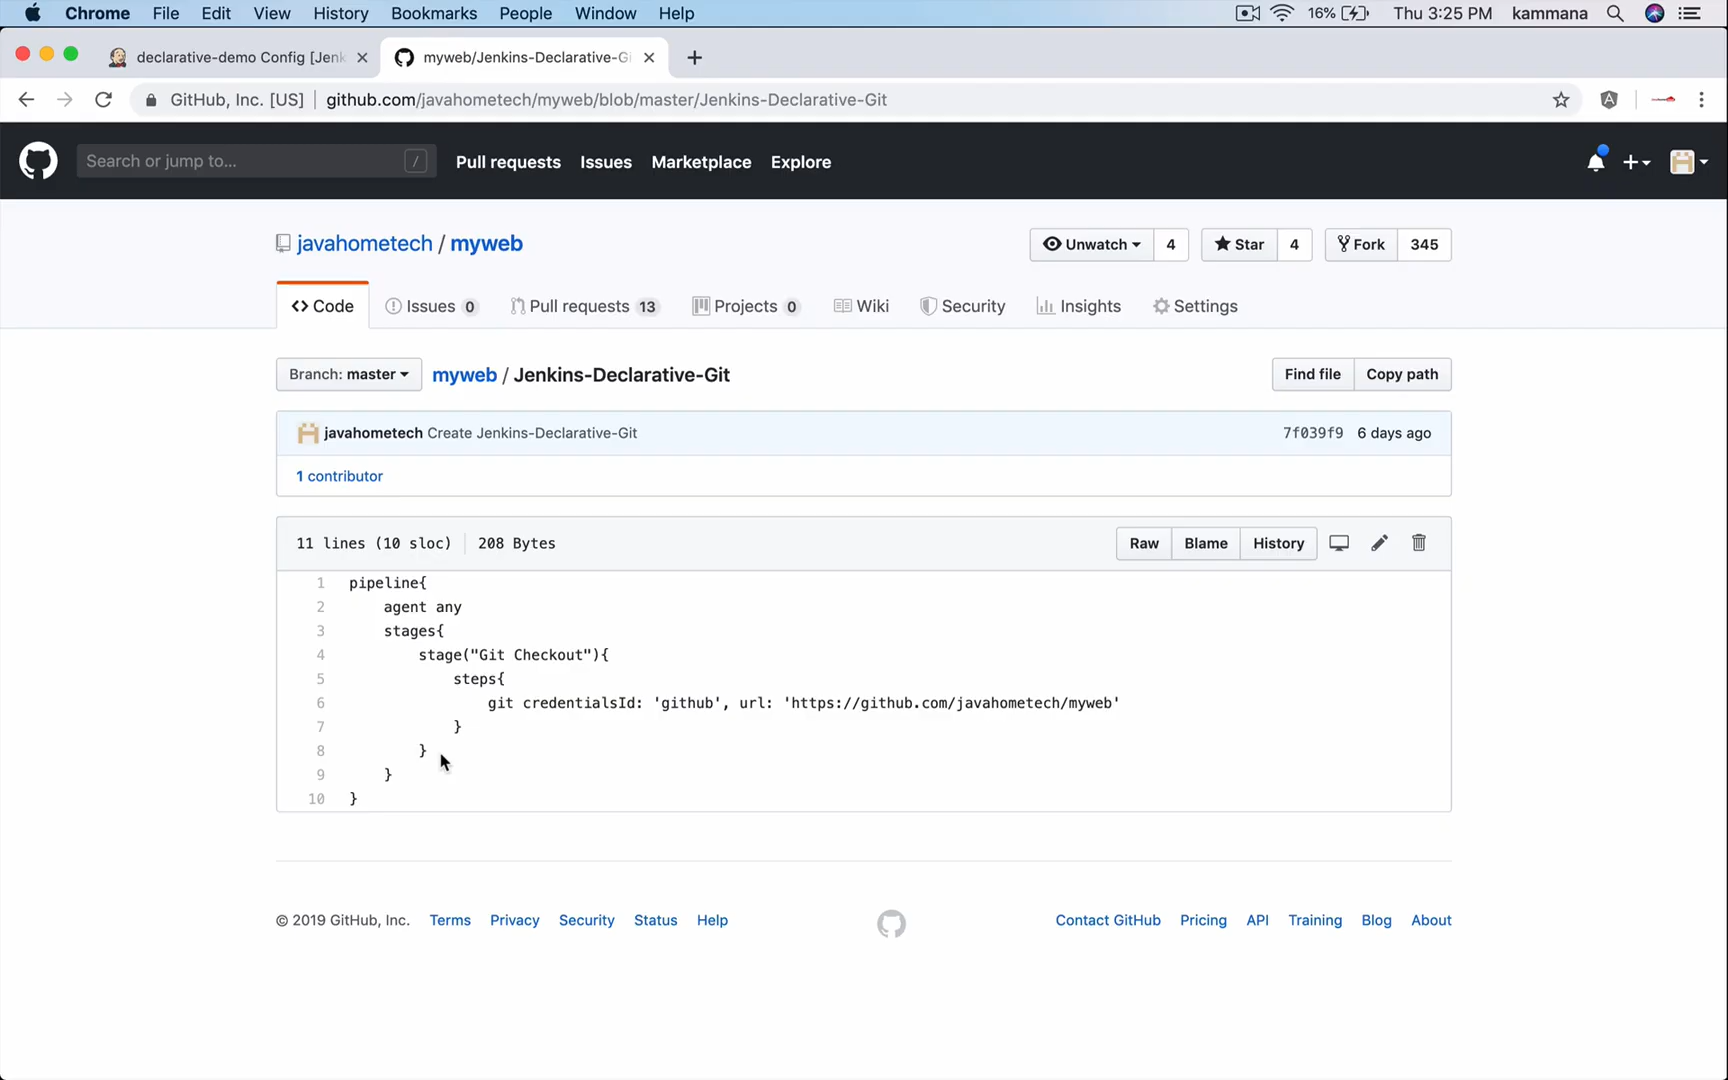 Chrome File Edit View History Bookmarks People Window Help 16% Thu 3:25 PM kammana
declarative-demo Config [Jenk myweb/Jenkins-Declarative-Gi
GitHub, Inc. [US] github.com/javahometech/myweb/blob/master/Jenkins-Declarative-Git
Search or jump to... / Pull requests Issues Marketplace Explore
javahometech / myweb Unwatch 4 Star 4 Fork 345
Code Issues 0 Pull requests 13 Projects 0 Wiki Security Insights Settings
Branch: master myweb / Jenkins-Declarative-Git Find file Copy path
javahometech Create Jenkins-Declarative-Git 7f039f9 6 days ago
1 contributor
11 lines (10 sloc) 208 Bytes Raw Blame History
1 pipeline{
2 agent any
3 stages{
4 stage("Git Checkout"){
5 steps{
6 git credentialsId: 'github', url: 'https://github.com/javahometech/myweb'
7 }
8 }
9 }
10 }
© 2019 GitHub, Inc. Terms Privacy Security Status Help Contact GitHub Pricing API Training Blog About